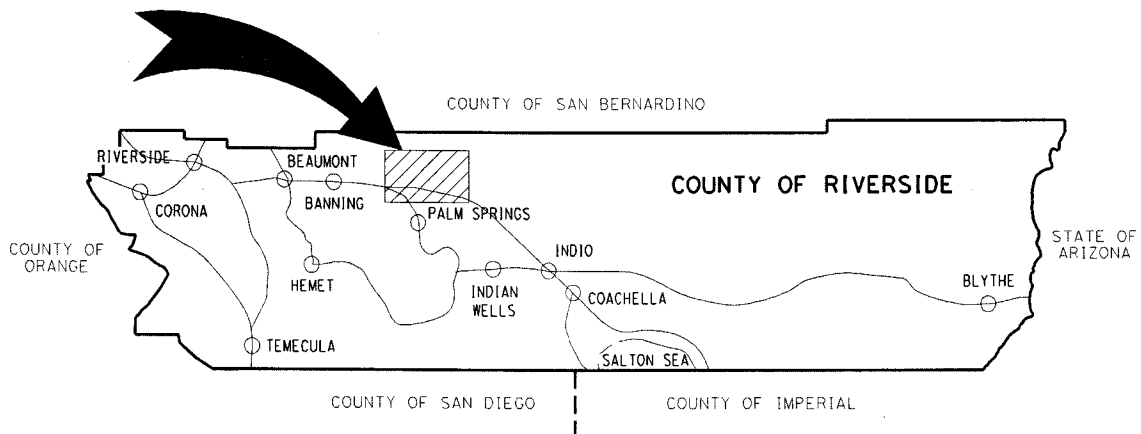 COUNTY OF SAN BERNARDINO
RIVERSIDE
BEAUMONT
COUNTY OF RIVERSIDE
BANNING
CORONA
PALM SPRINGS
COUNTY OF
ORANGE
STATE OF
ARIZONA
INDIO
HEMET
INDIAN
WELLS
COACHELLA
BLYTHE
TEMECULA
SALTON SEA
COUNTY OF SAN DIEGO
COUNTY OF IMPERIAL